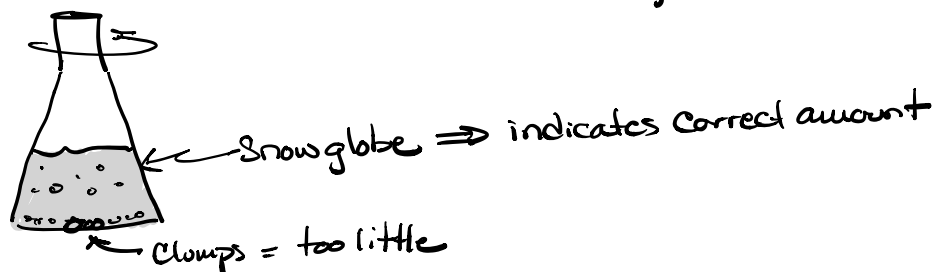 Snowglobe ⇒ indicates correct amount
Clumps = too little